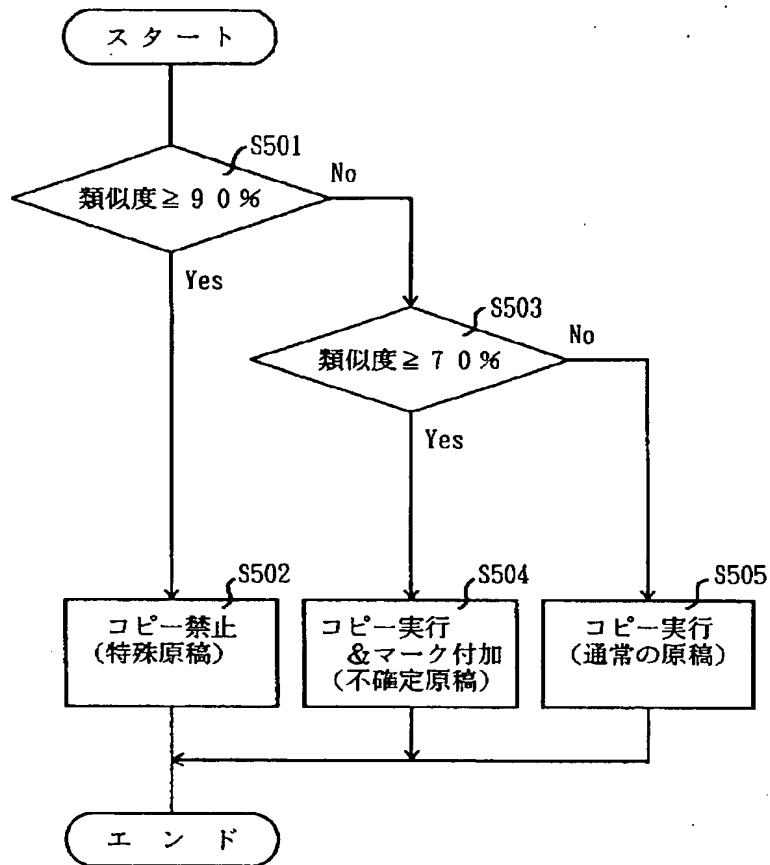 スタート
S501
類似度≧90%
No
Yes
S503
類似度≧70%
No
Yes
S502
コピー禁止
(特殊原稿)
S504
コピー実行
&マーク付加
(不確定原稿)
S505
コピー実行
(通常の原稿)
エンド